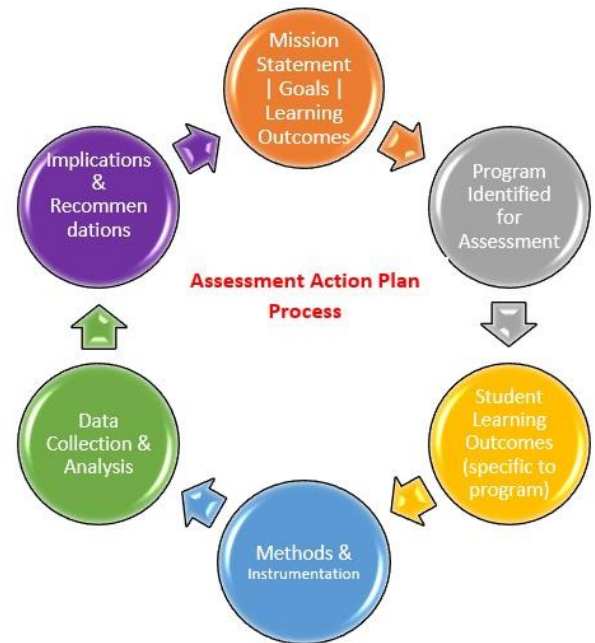 Mission
Statement
| Goals |
Learning
Outcomes
Program
Identified
for
Assessment
Student
Learning
Outcomes
(specific to
program)
Methods &
Instrumentation
Data
Collection &
Analysis
Implications
&
Recommen
dations
Assessment Action Plan
Process